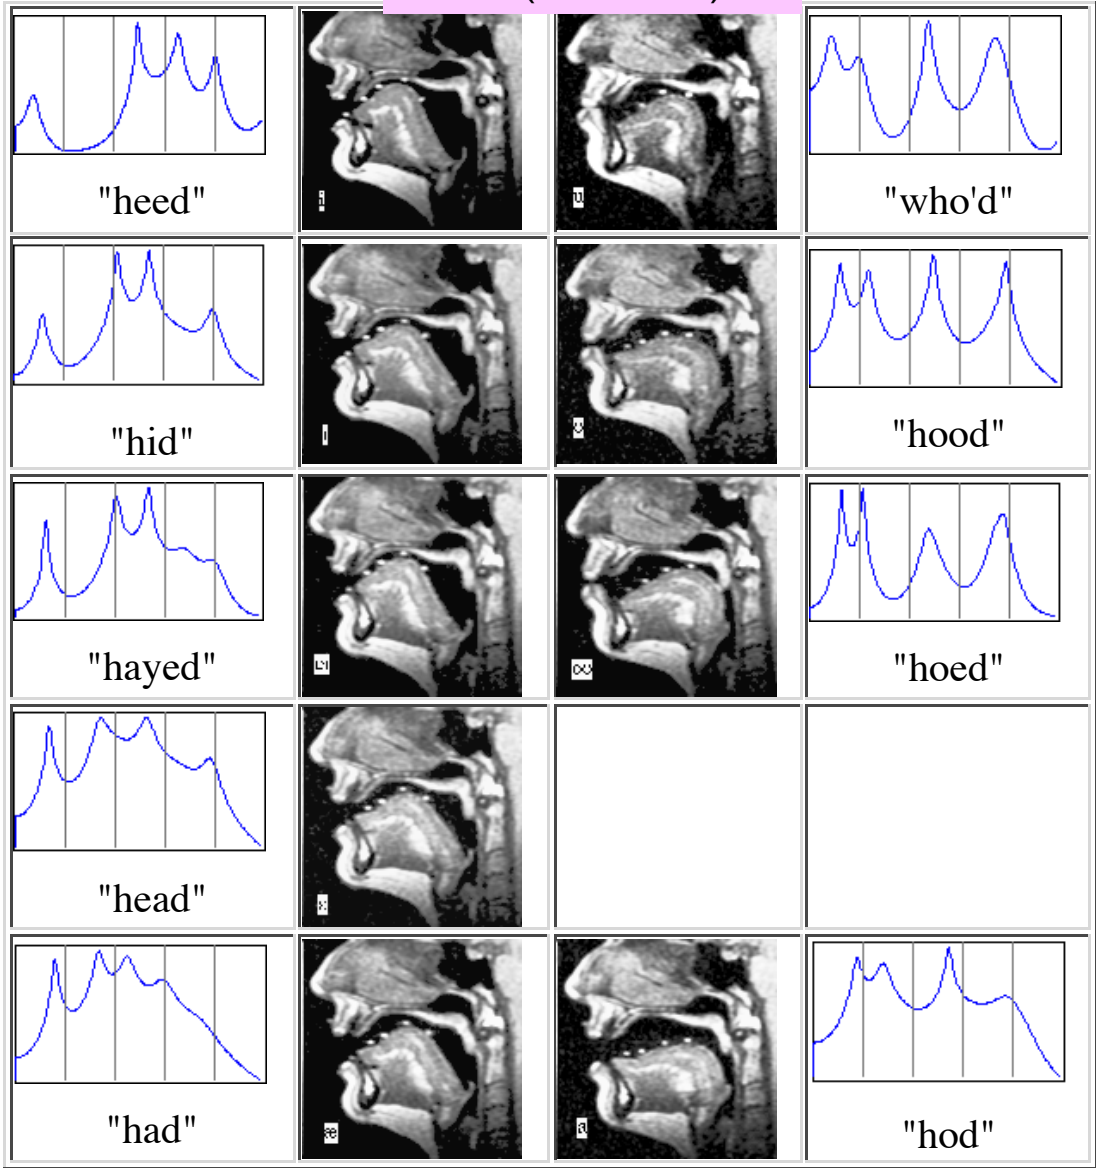 "heed" i u "who'd"
"hid" ɪ ʊ "hood"
"hayed" "hoed"
"head" ɛ
"had" æ a "hod"